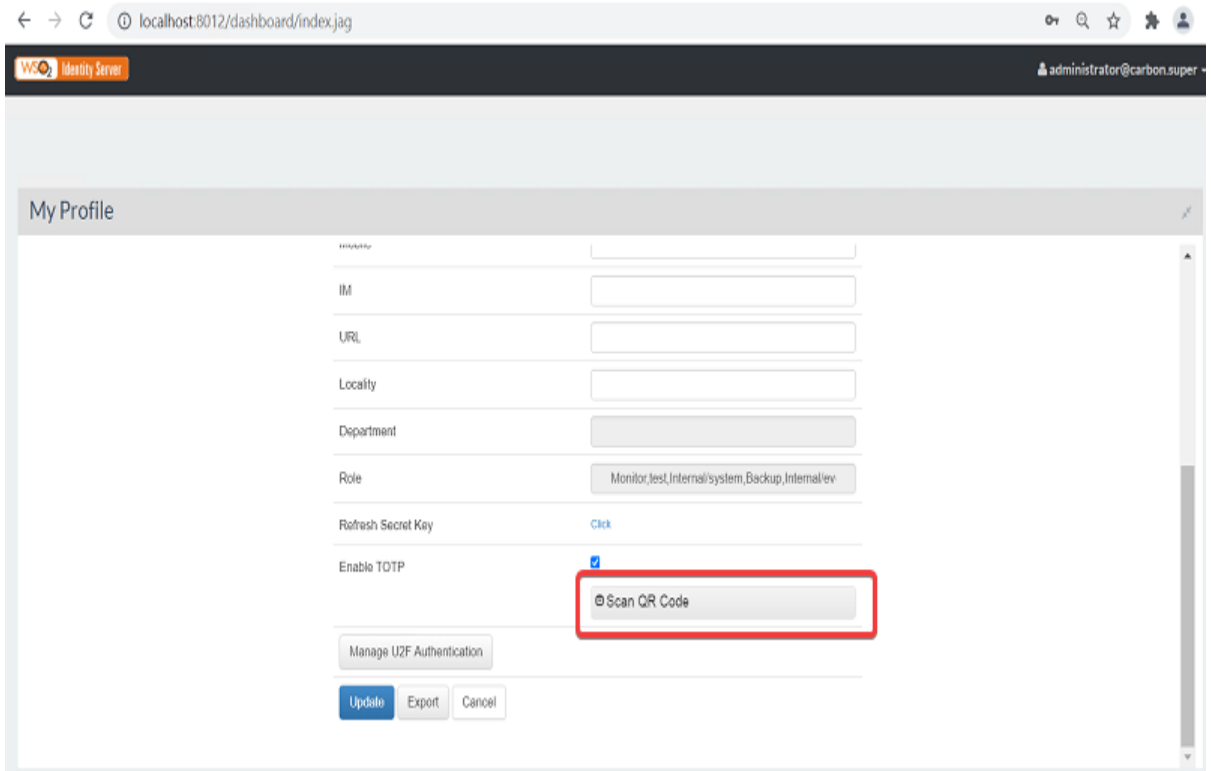 localhost:8012/dashboard/index.jag
WSO2 Identity Server
administrator@carbon.super
My Profile
IM
URL
Locality
Department
Role Monitor,test,Internal/system,Backup,Internal/ev
Refresh Secret Key Click
Enable TOTP
Scan QR Code
Manage U2F Authentication
Update Export Cancel